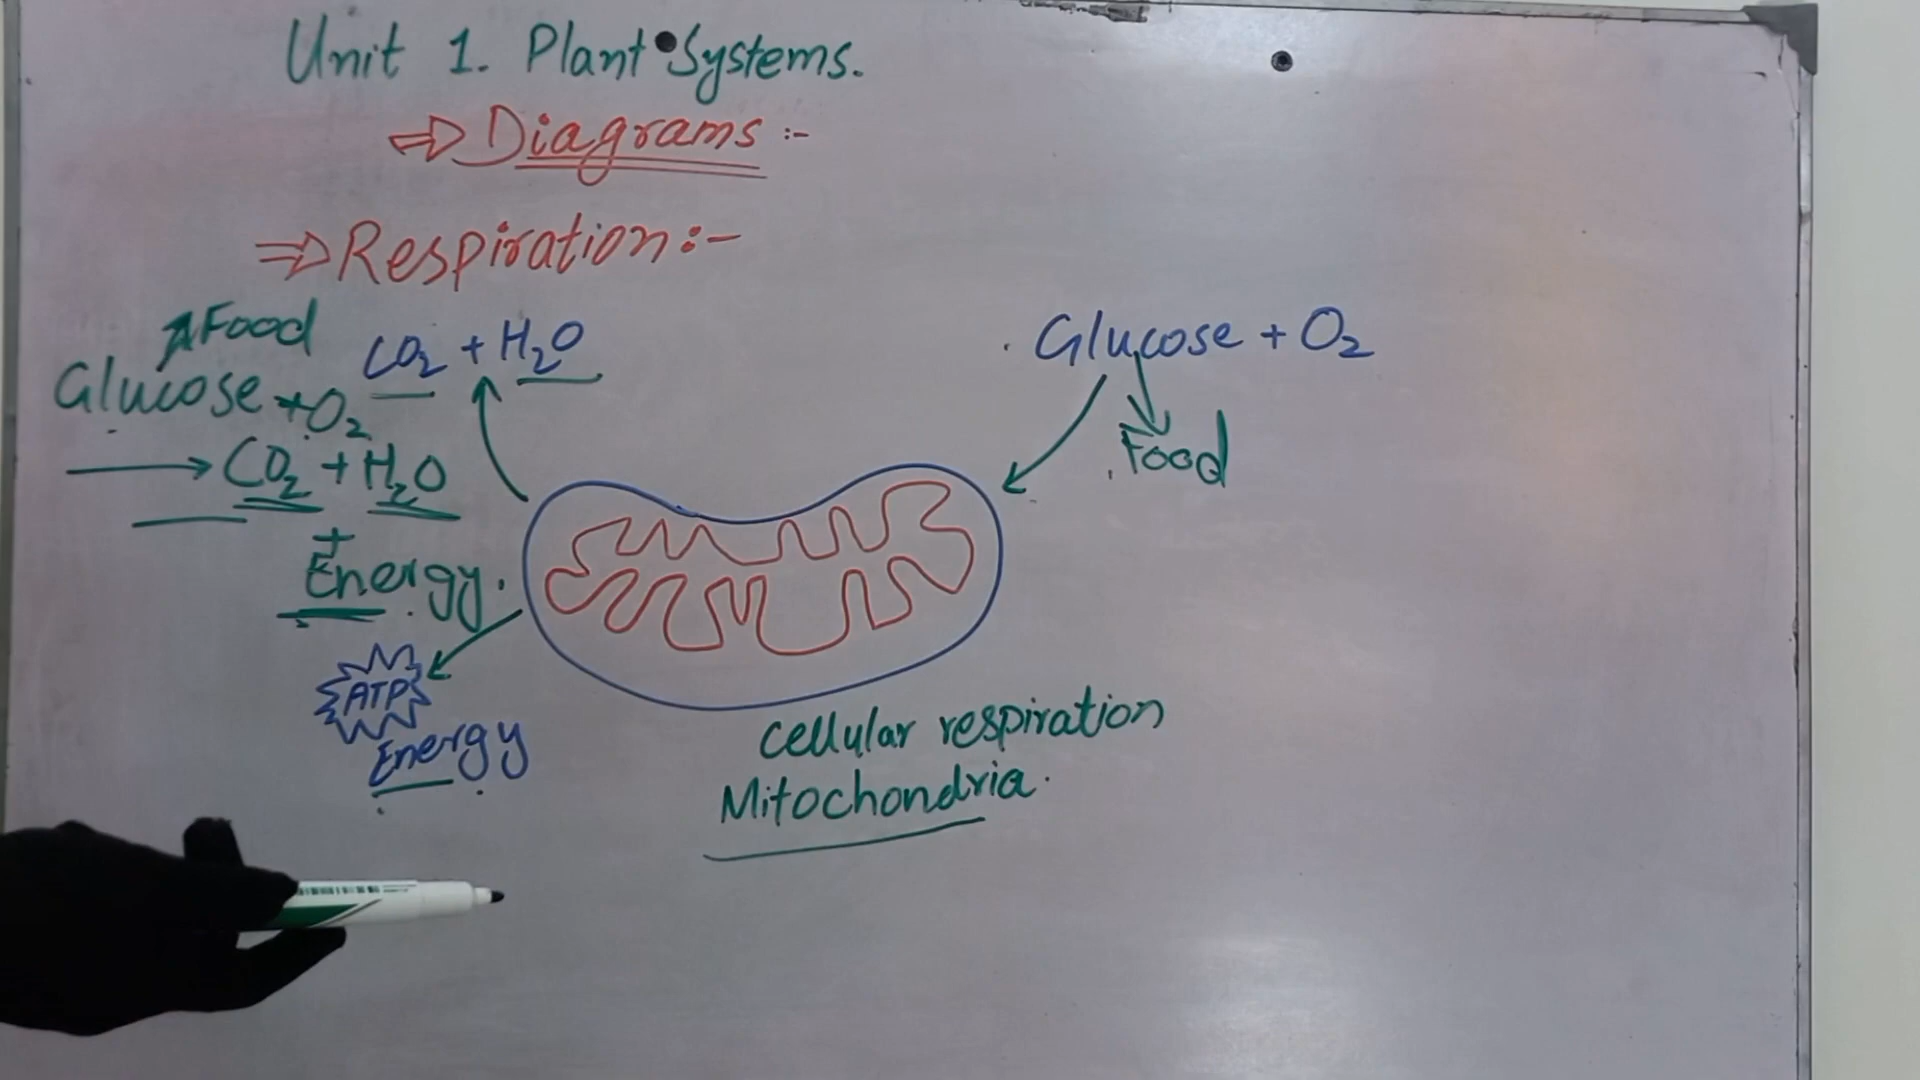 Unit 1. Plant Systems.
⇒ Diagrams :-
⇒ Respiration :-
Food
Glucose + O₂
→ CO₂ + H₂O
+
Energy.
CO₂ + H₂O
Glucose + O₂
Food
ATP
Energy
cellular respiration
Mitochondria.